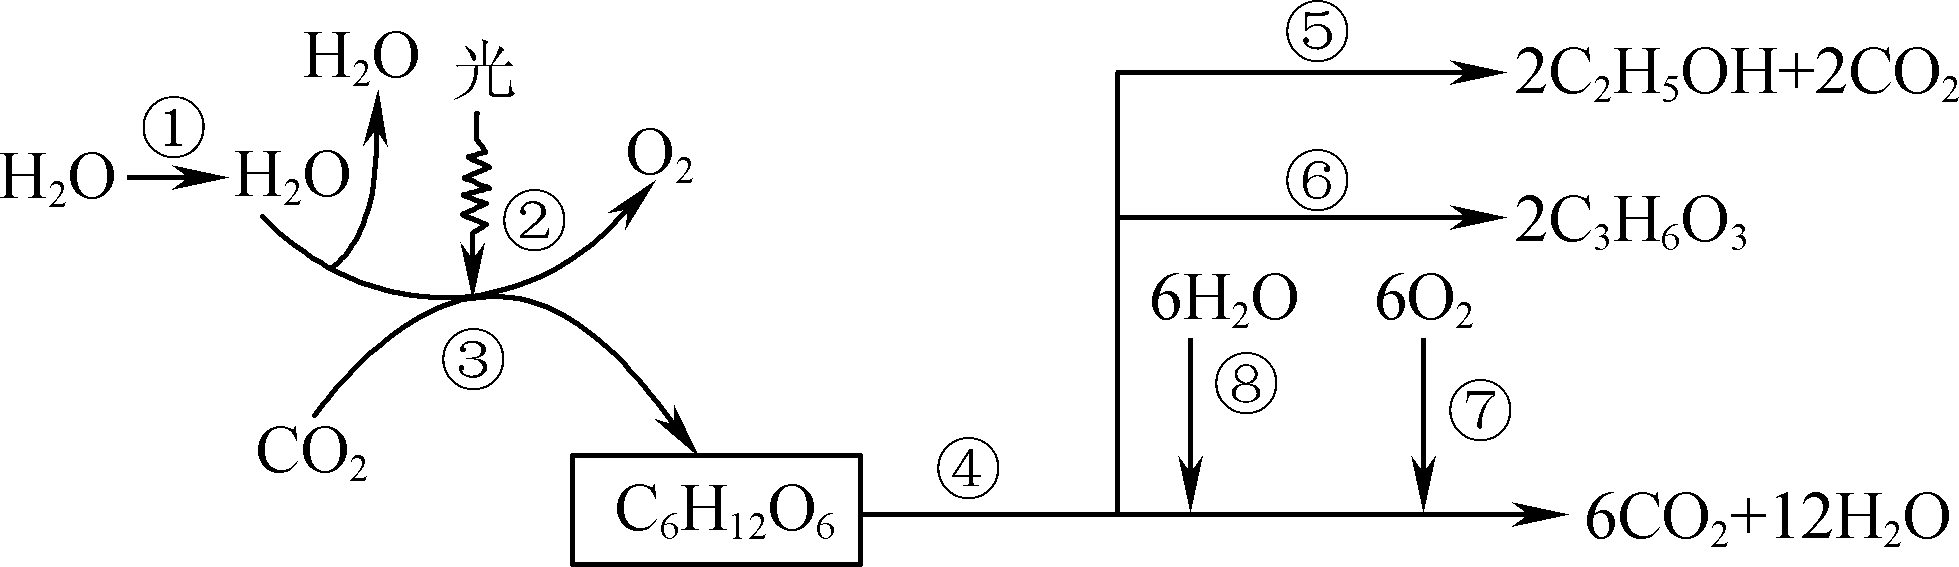 ⑤
H₂O 光
2C₂H₅OH+2CO₂
①
H₂O H₂O
O₂
⑥
②
2C₃H₆O₃
6H₂O 6O₂
③
⑧
⑦
CO₂
④
C₆H₁₂O₆
6CO₂+12H₂O